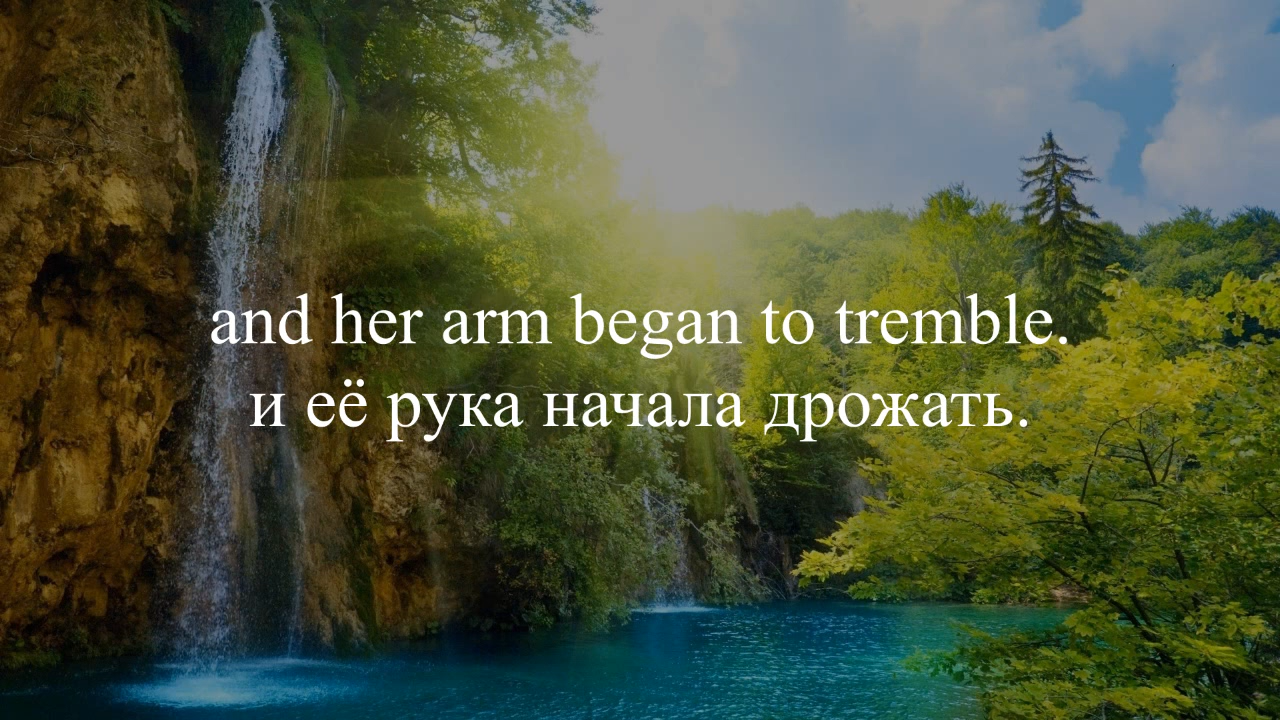 and her arm began to tremble.
и её рука начала дрожать.